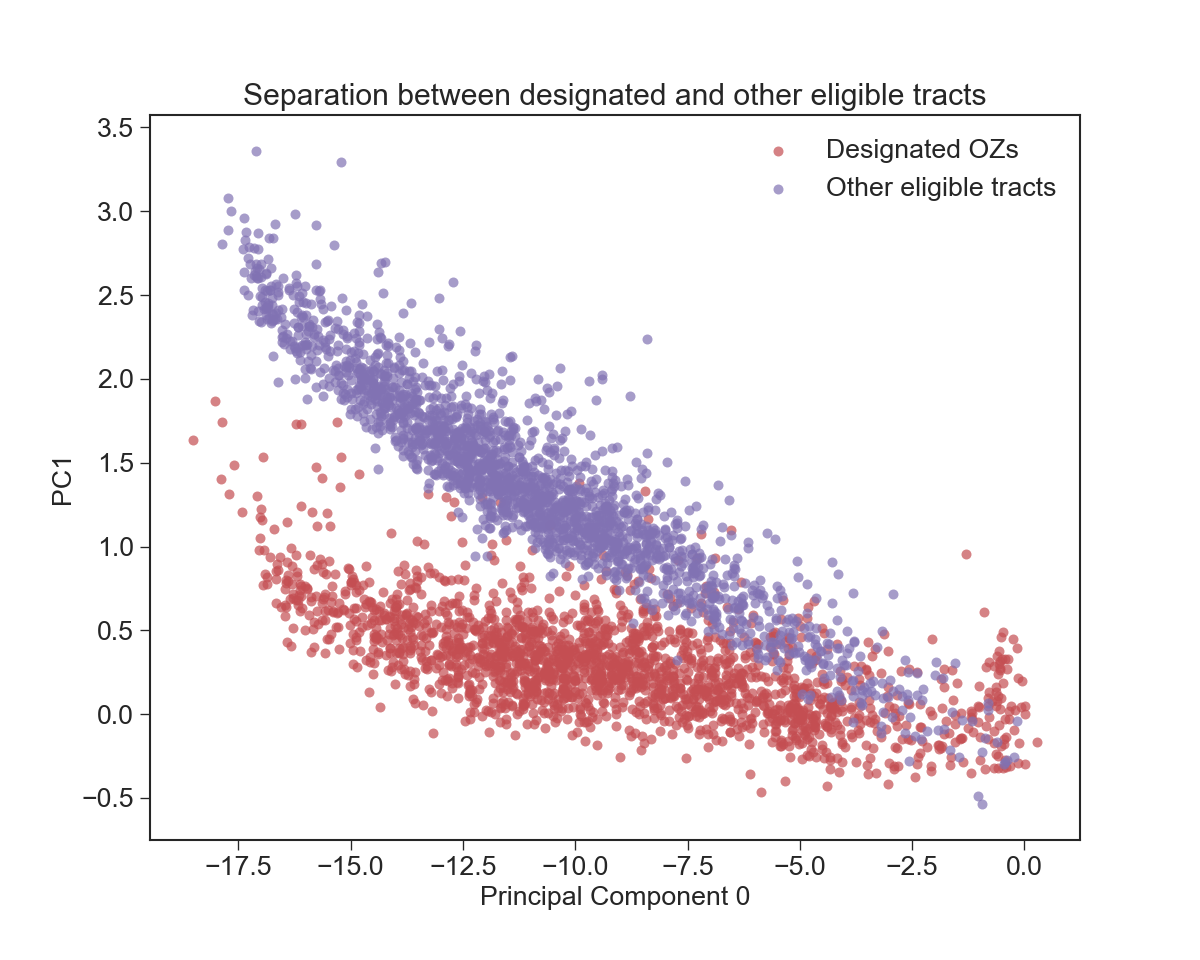 Separation between designated and other eligible tracts
3.5
3.0
2.5
2.0
1.5
1.0
0.5
0.0
−0.5
PC1
Designated OZs
Other eligible tracts
−17.5 −15.0 −12.5 −10.0 −7.5 −5.0 −2.5 0.0
Principal Component 0